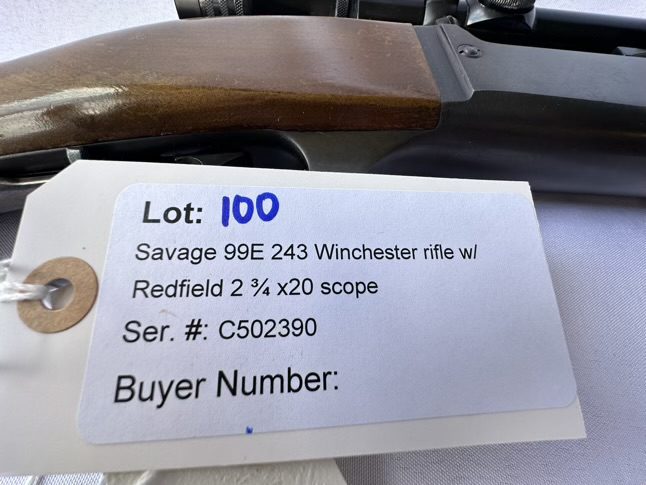 Lot: 100
Savage 99E 243 Winchester rifle w/
Redfield 2 ¾ x20 scope
Ser. #: C502390
Buyer Number: